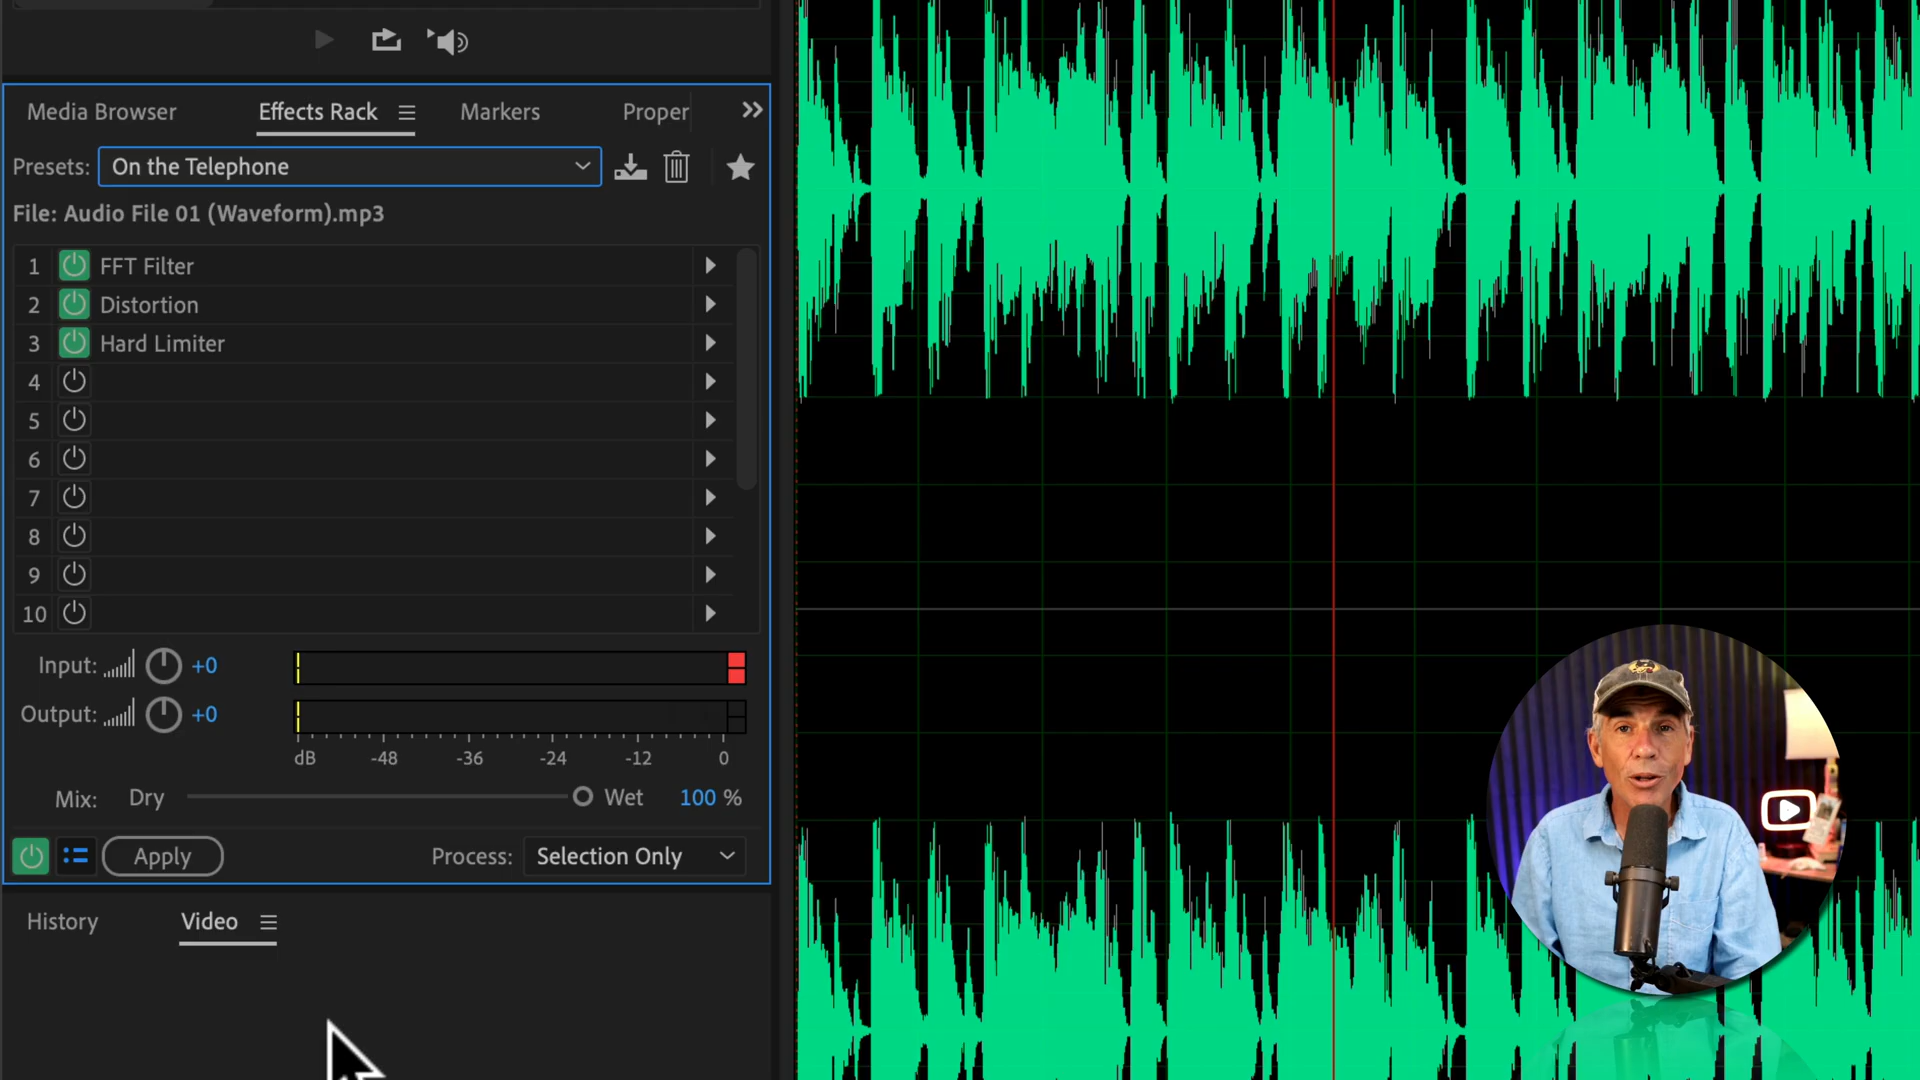 Media Browser Effects Rack Markers Proper
Presets: On the Telephone
File: Audio File 01 (Waveform).mp3
1 FFT Filter
2 Distortion
3 Hard Limiter
4
5
6
7
8
9
10
Input: +0
Output: +0
dB -48 -36 -24 -12 0
Mix: Dry Wet 100 %
Apply Process: Selection Only
History Video